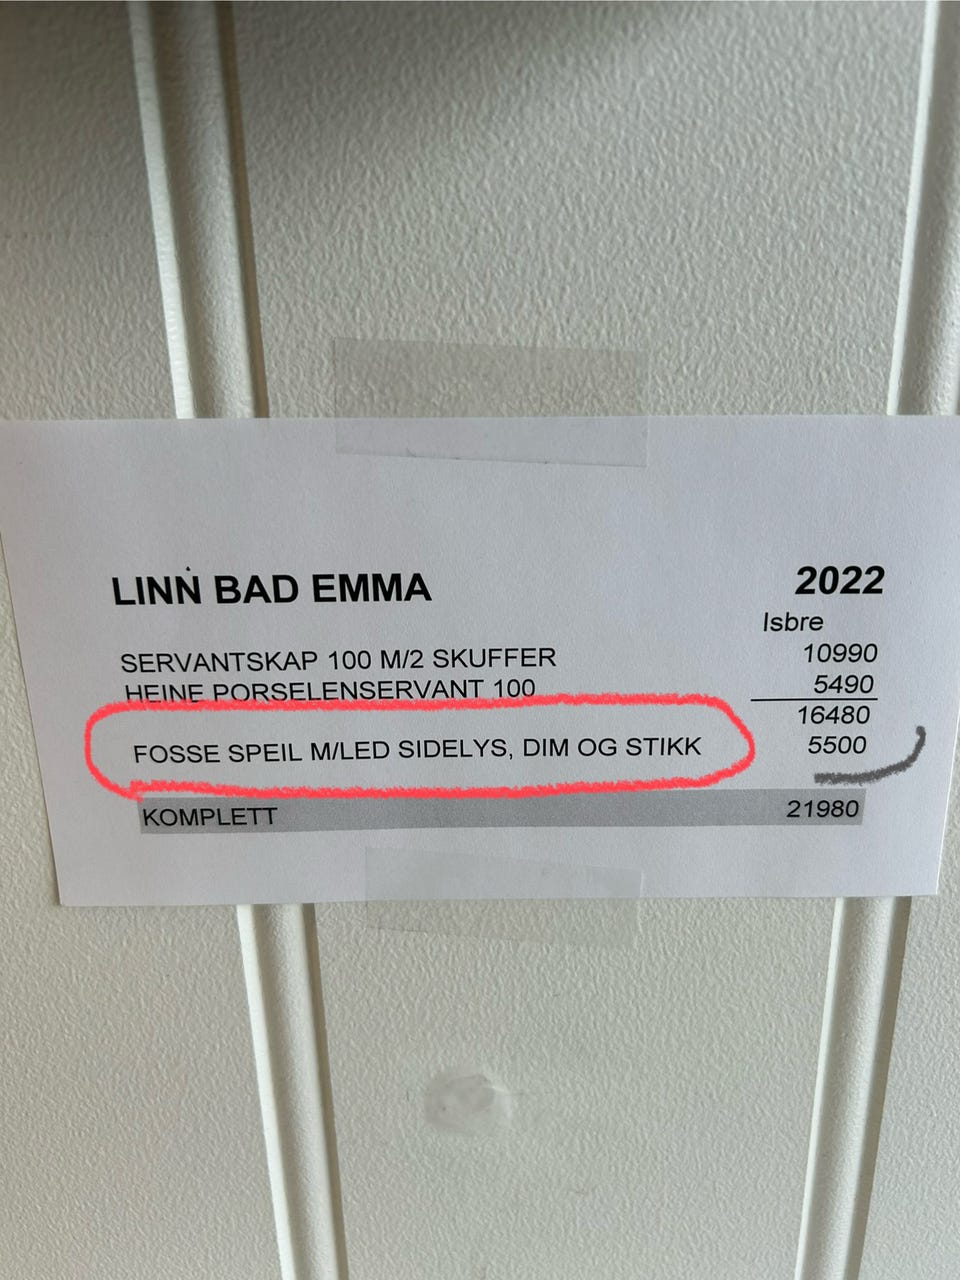 LINN BAD EMMA 2022
Isbre
SERVANTSKAP 100 M/2 SKUFFER 10990
HEINE PORSELENSERVANT 100 5490
16480
FOSSE SPEIL M/LED SIDELYS, DIM OG STIKK 5500
KOMPLETT 21980